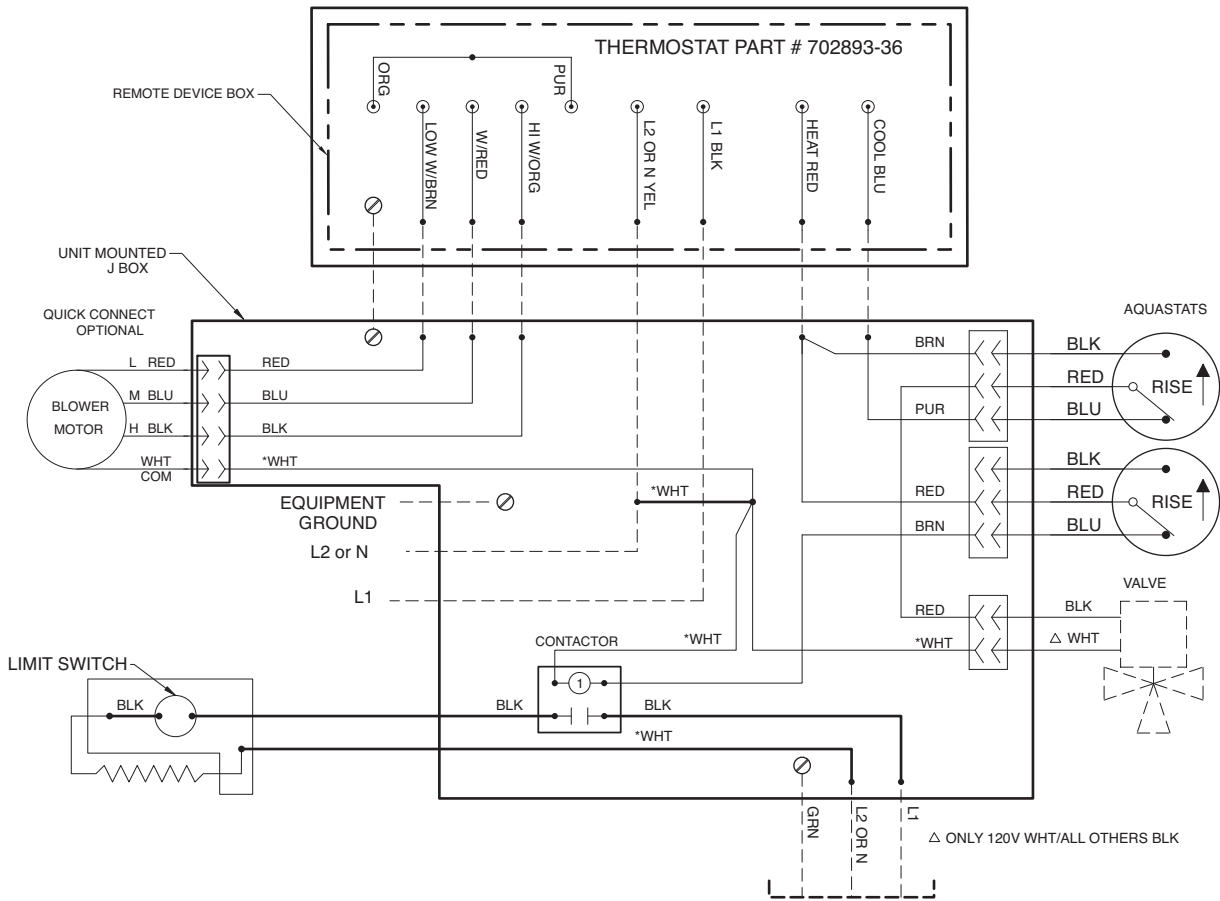 THERMOSTAT PART # 702893-36
REMOTE DEVICE BOX
ORG
PUR
LOW W/BRN
W/RED
HI W/ORG
L2 OR N YEL
L1 BLK
HEAT RED
COOL BLU
UNIT MOUNTED
J BOX
QUICK CONNECT
OPTIONAL
AQUASTATS
L RED
RED
M BLU
BLU
H BLK
BLK
WHT
COM
*WHT
BLOWER
MOTOR
BRN
PUR
BLK
RED
BLU
RISE
RED
BRN
BLK
RED
BLU
RISE
*WHT
EQUIPMENT
GROUND
L2 or N
L1
VALVE
RED
BLK
*WHT
△ WHT
CONTACTOR
*WHT
1
LIMIT SWITCH
BLK
BLK
BLK
*WHT
GRN
L2 OR N
L1
△ ONLY 120V WHT/ALL OTHERS BLK